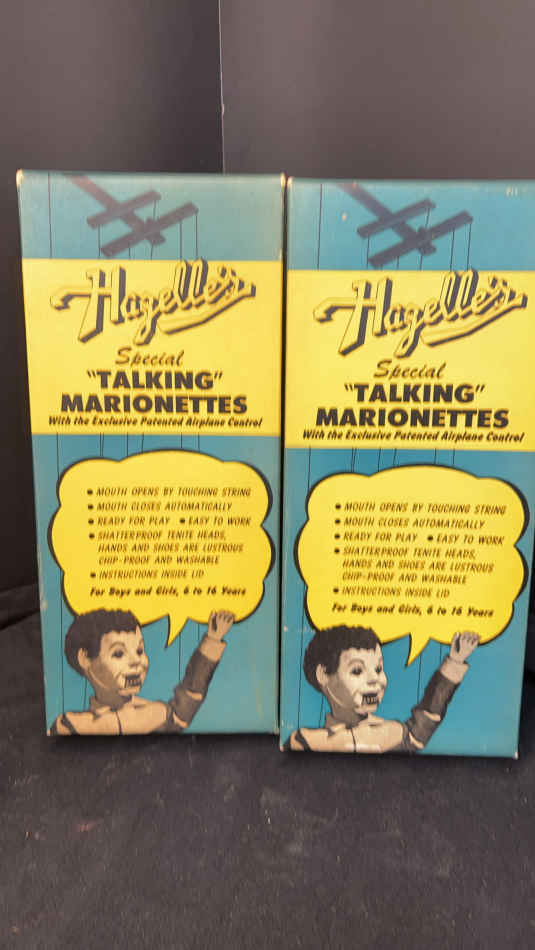 Hazelle's
Special
"TALKING"
MARIONETTES
With the Exclusive Patented Airplane Control
● MOUTH OPENS BY TOUCHING STRING
● MOUTH CLOSES AUTOMATICALLY
● READY FOR PLAY ● EASY TO WORK
● SHATTERPROOF TENITE HEADS,
HANDS AND SHOES ARE LUSTROUS
CHIP-PROOF AND WASHABLE
● INSTRUCTIONS INSIDE LID
For Boys and Girls, 6 to 16 Years
Hazelle's
Special
"TALKING"
MARIONETTES
With the Exclusive Patented Airplane Control
● MOUTH OPENS BY TOUCHING STRING
● MOUTH CLOSES AUTOMATICALLY
● READY FOR PLAY ● EASY TO WORK
● SHATTERPROOF TENITE HEADS,
HANDS AND SHOES ARE LUSTROUS
CHIP-PROOF AND WASHABLE
● INSTRUCTIONS INSIDE LID
For Boys and Girls, 6 to 16 Years